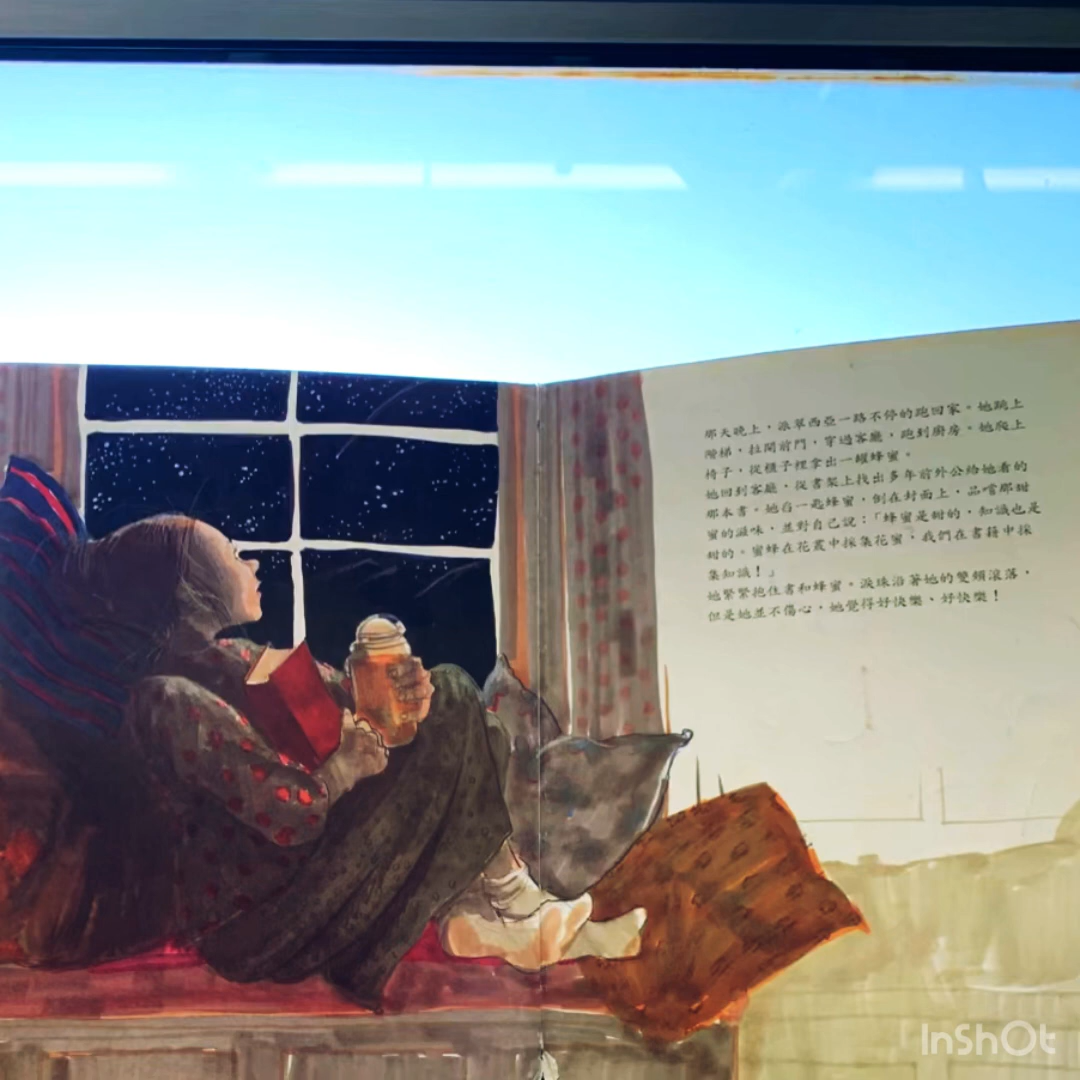 那天晚上，派翠西亞一路不停的跑回家。她跳上
階梯，拉開前門，穿過客廳，跑到廚房。她爬上
椅子，從櫃子裡拿出一罐蜂蜜。
她回到客廳，從書架上找出多年前外公給她看的
那本書。她舀一匙蜂蜜，倒在封面上，品嚐那甜
蜜的滋味，並對自己說：「蜂蜜是甜的，知識也是
甜的。蜜蜂在花叢中採集花蜜，我們在書籍中採
集知識！」
她緊緊抱住書和蜂蜜。淚珠沿著她的雙頰滾落，
但是她並不傷心，她覺得好快樂、好快樂！
InShOt